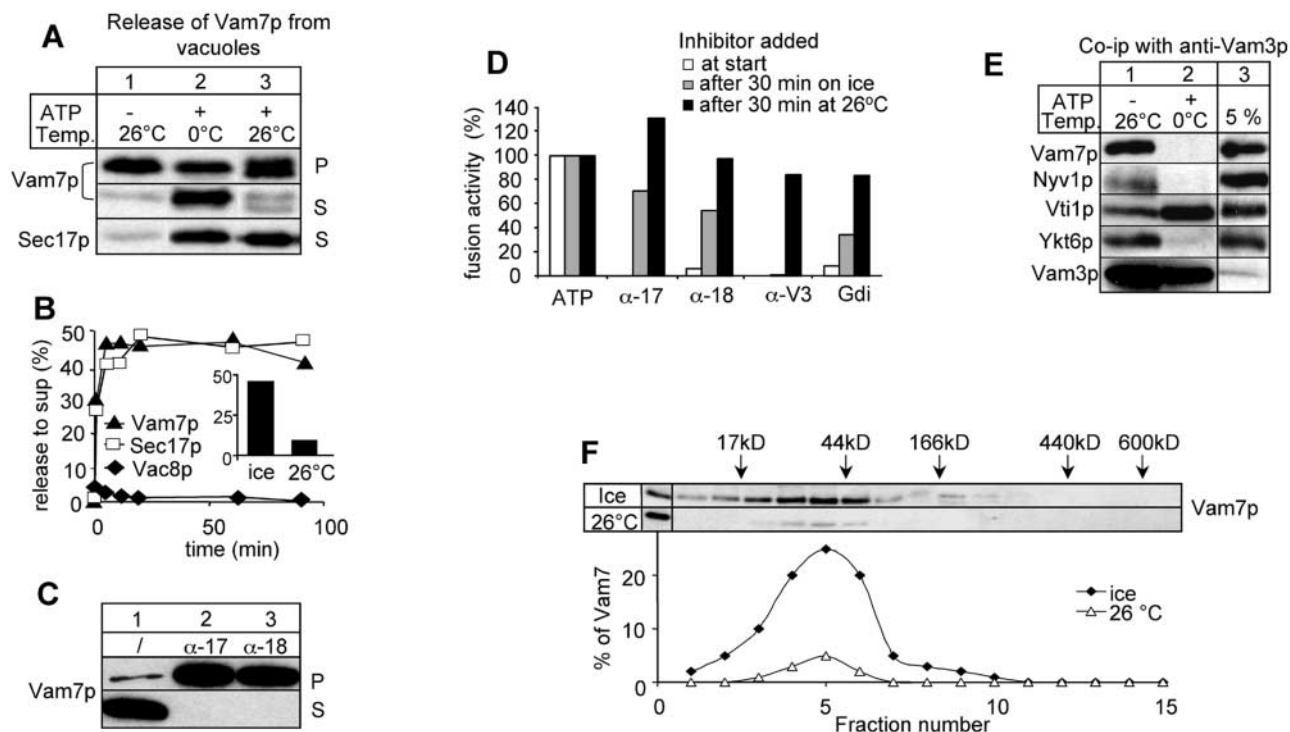 A
Release of Vam7p from
vacuoles
1 2 3
ATP - + +
Temp. 26°C 0°C 26°C
Vam7p
P
S
Sec17p S
B
release to sup (%)
50
40
30
20
10
0
Vam7p
Sec17p
Vac8p
50
25
0
ice 26°C
0 50 100
time (min)
C
1 2 3
/ α-17 α-18
Vam7p
P
S
D
Inhibitor added
at start
after 30 min on ice
after 30 min at 26°C
fusion activity (%)
140
120
100
80
60
40
20
0
ATP α-17 α-18 α-V3 Gdi
E
Co-ip with anti-Vam3p
1 2 3
ATP - +
Temp. 26°C 0°C 5 %
Vam7p
Nyv1p
Vti1p
Ykt6p
Vam3p
F
17kD 44kD 166kD 440kD 600kD
Ice
26°C
Vam7p
% of Vam7
20
10
0
ice
26 °C
0 5 10 15
Fraction number